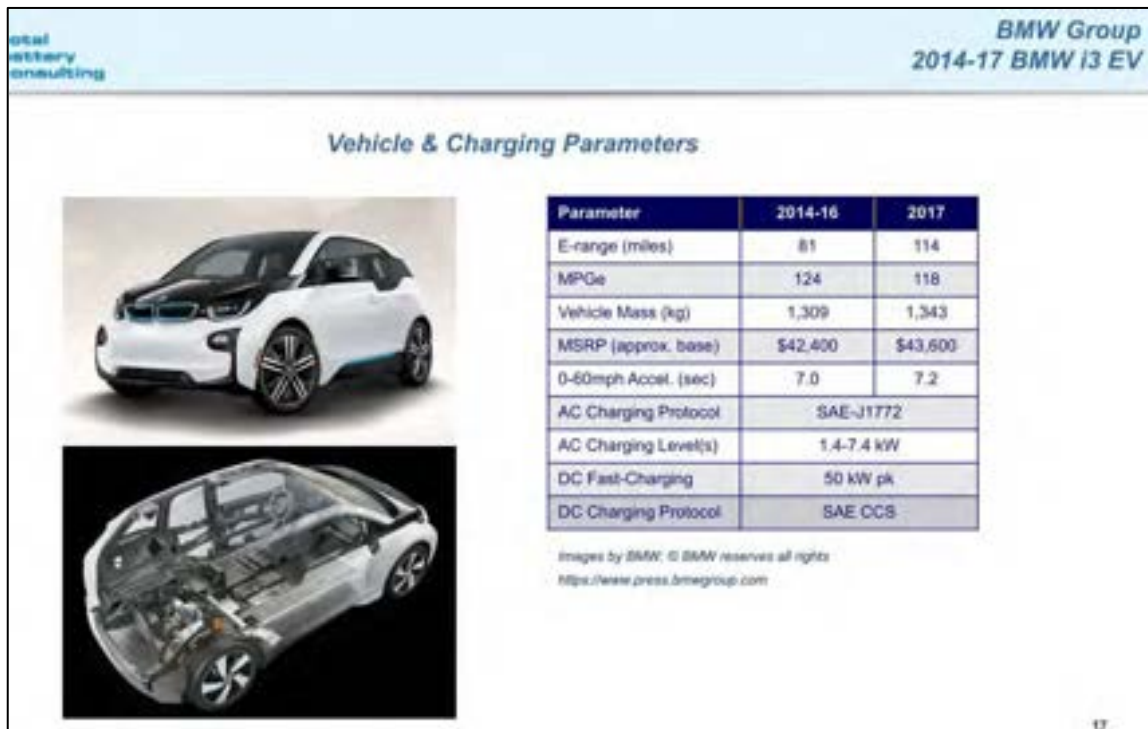 otal
attery
onsulting
BMW Group
2014-17 BMW i3 EV
Vehicle & Charging Parameters
Parameter 2014-16 2017
E-range (miles) 81 114
MPGe 124 118
Vehicle Mass (kg) 1,309 1,343
MSRP (approx. base) $42,400 $43,600
0-60mph Accel. (sec) 7.0 7.2
AC Charging Protocol SAE-J1772
AC Charging Level(s) 1.4-7.4 kW
DC Fast-Charging 50 kW pk
DC Charging Protocol SAE CCS
Images by BMW; © BMW reserves all rights
https://www.press.bmwgroup.com
17